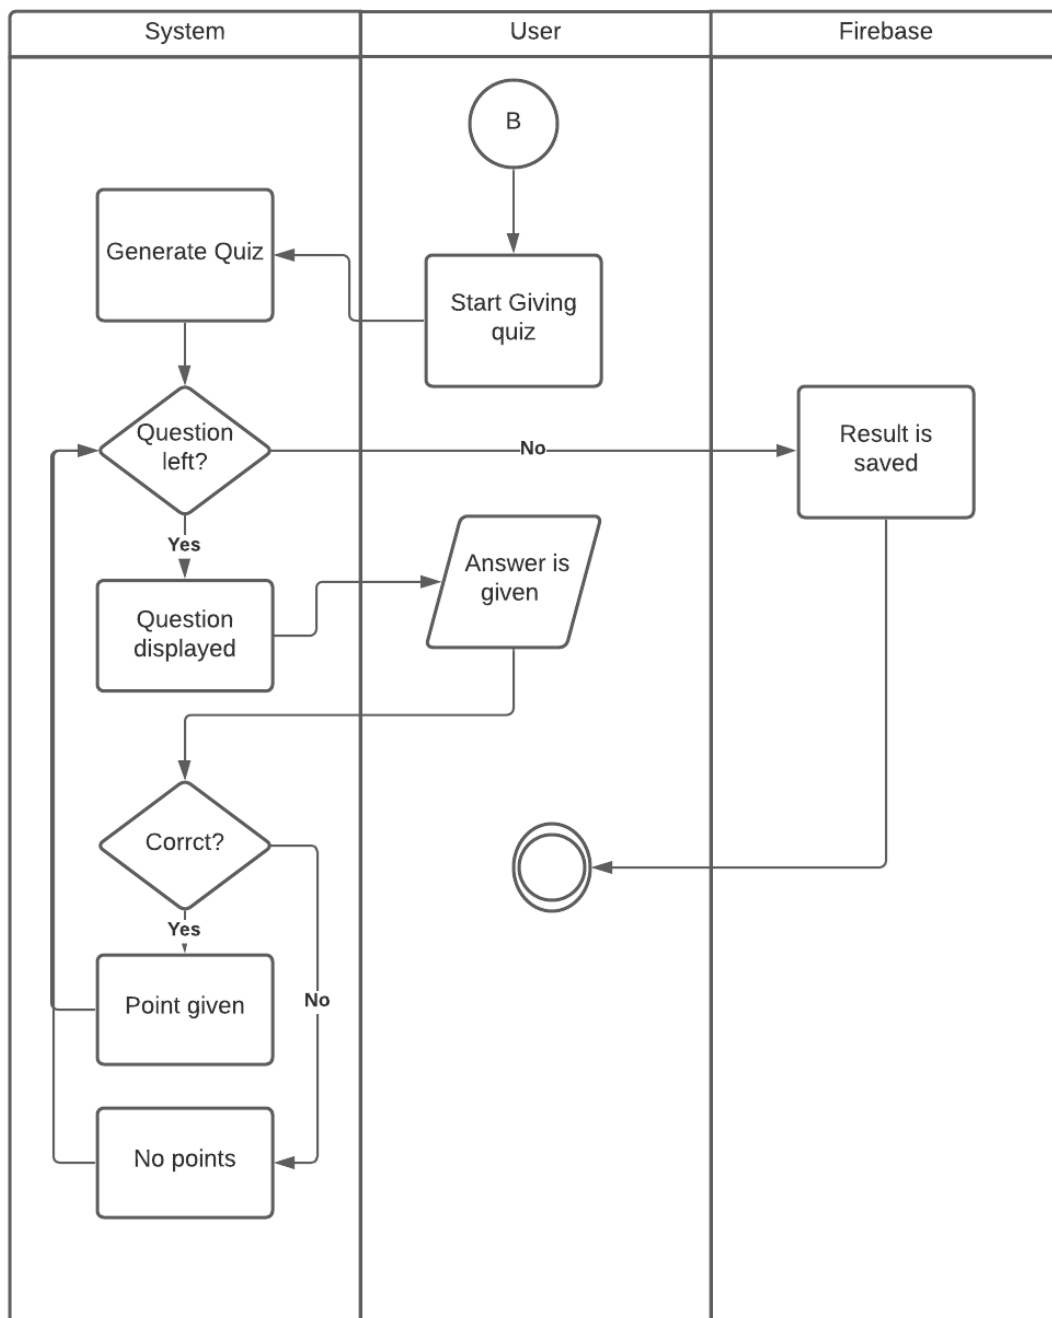 System
User
Firebase
B
Generate Quiz
Start Giving
quiz
Question
left?
No
Result is
saved
Yes
Answer is
given
Question
displayed
Corrct?
Yes
Point given
No
No points